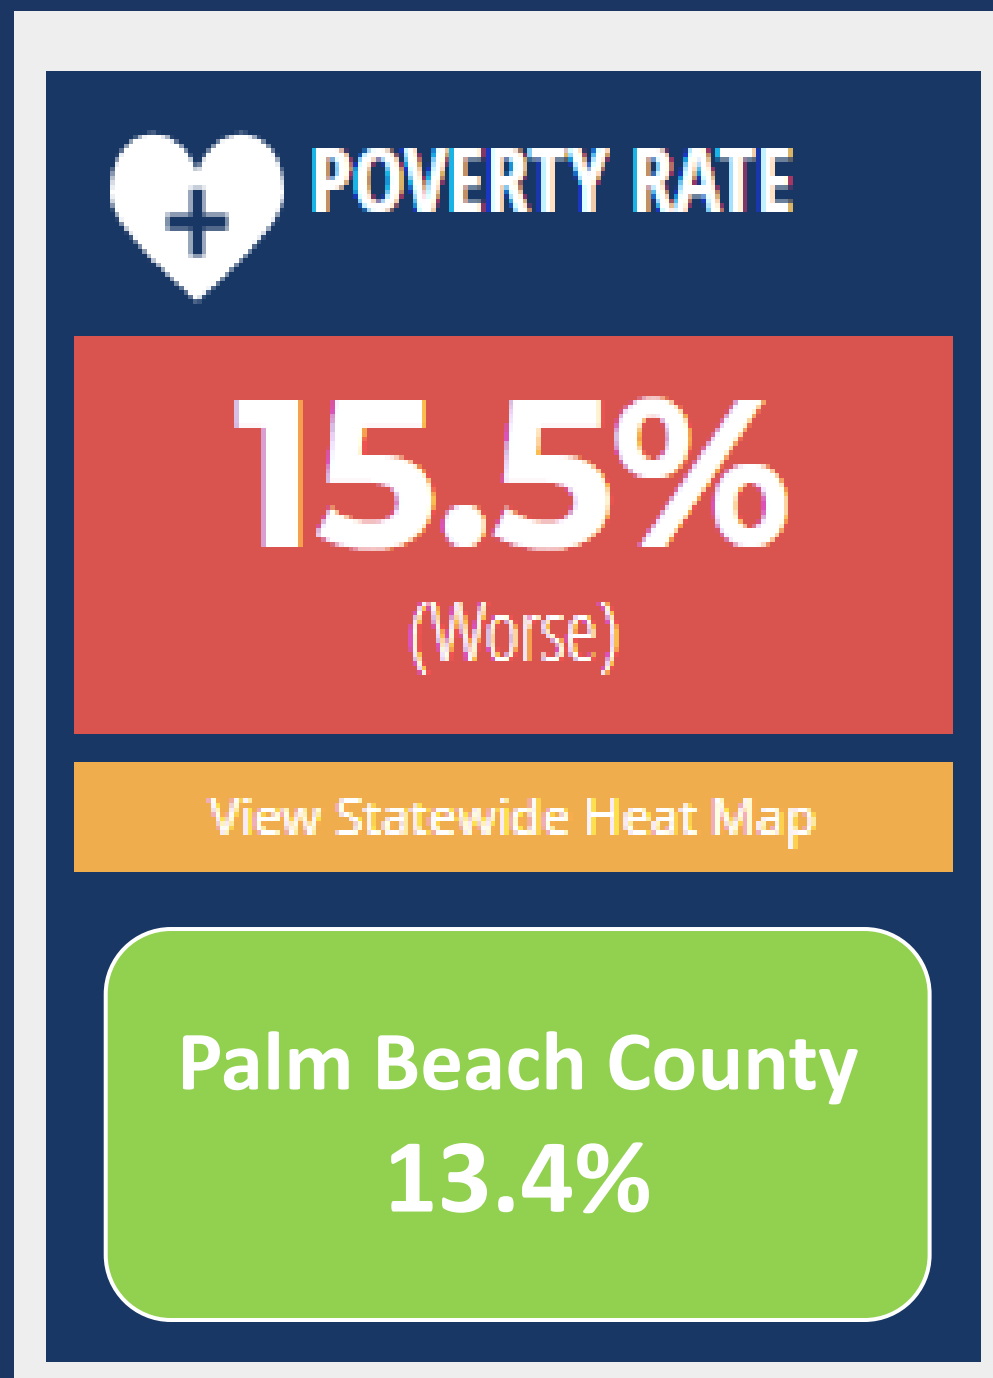 POVERTY RATE
15.5%
(Worse)
View Statewide Heat Map
Palm Beach County
13.4%